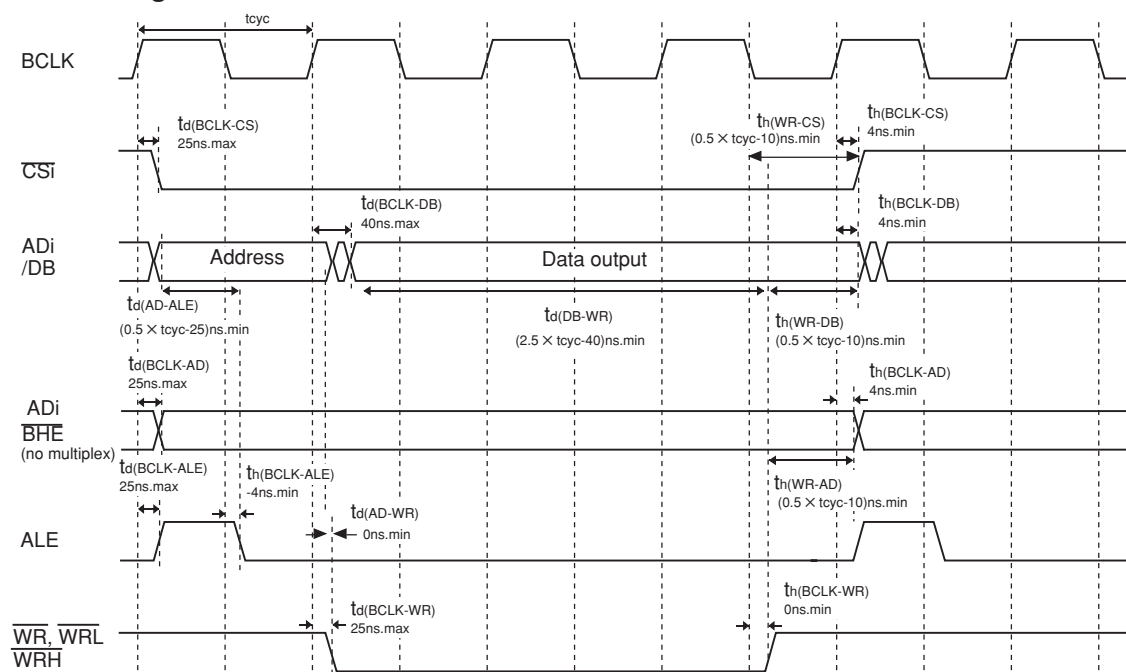 tcyc
BCLK
td(BCLK-CS)
25ns.max
th(WR-CS)
(0.5 × tcyc-10)ns.min
th(BCLK-CS)
4ns.min
CSi
td(BCLK-DB)
40ns.max
th(BCLK-DB)
4ns.min
ADi
/DB
Address
Data output
td(AD-ALE)
(0.5 × tcyc-25)ns.min
td(DB-WR)
(2.5 × tcyc-40)ns.min
th(WR-DB)
(0.5 × tcyc-10)ns.min
td(BCLK-AD)
25ns.max
th(BCLK-AD)
4ns.min
ADi
BHE
(no multiplex)
td(BCLK-ALE)
25ns.max
th(BCLK-ALE)
-4ns.min
th(WR-AD)
(0.5 × tcyc-10)ns.min
td(AD-WR)
0ns.min
ALE
td(BCLK-WR)
25ns.max
th(BCLK-WR)
0ns.min
WR, WRL
WRH